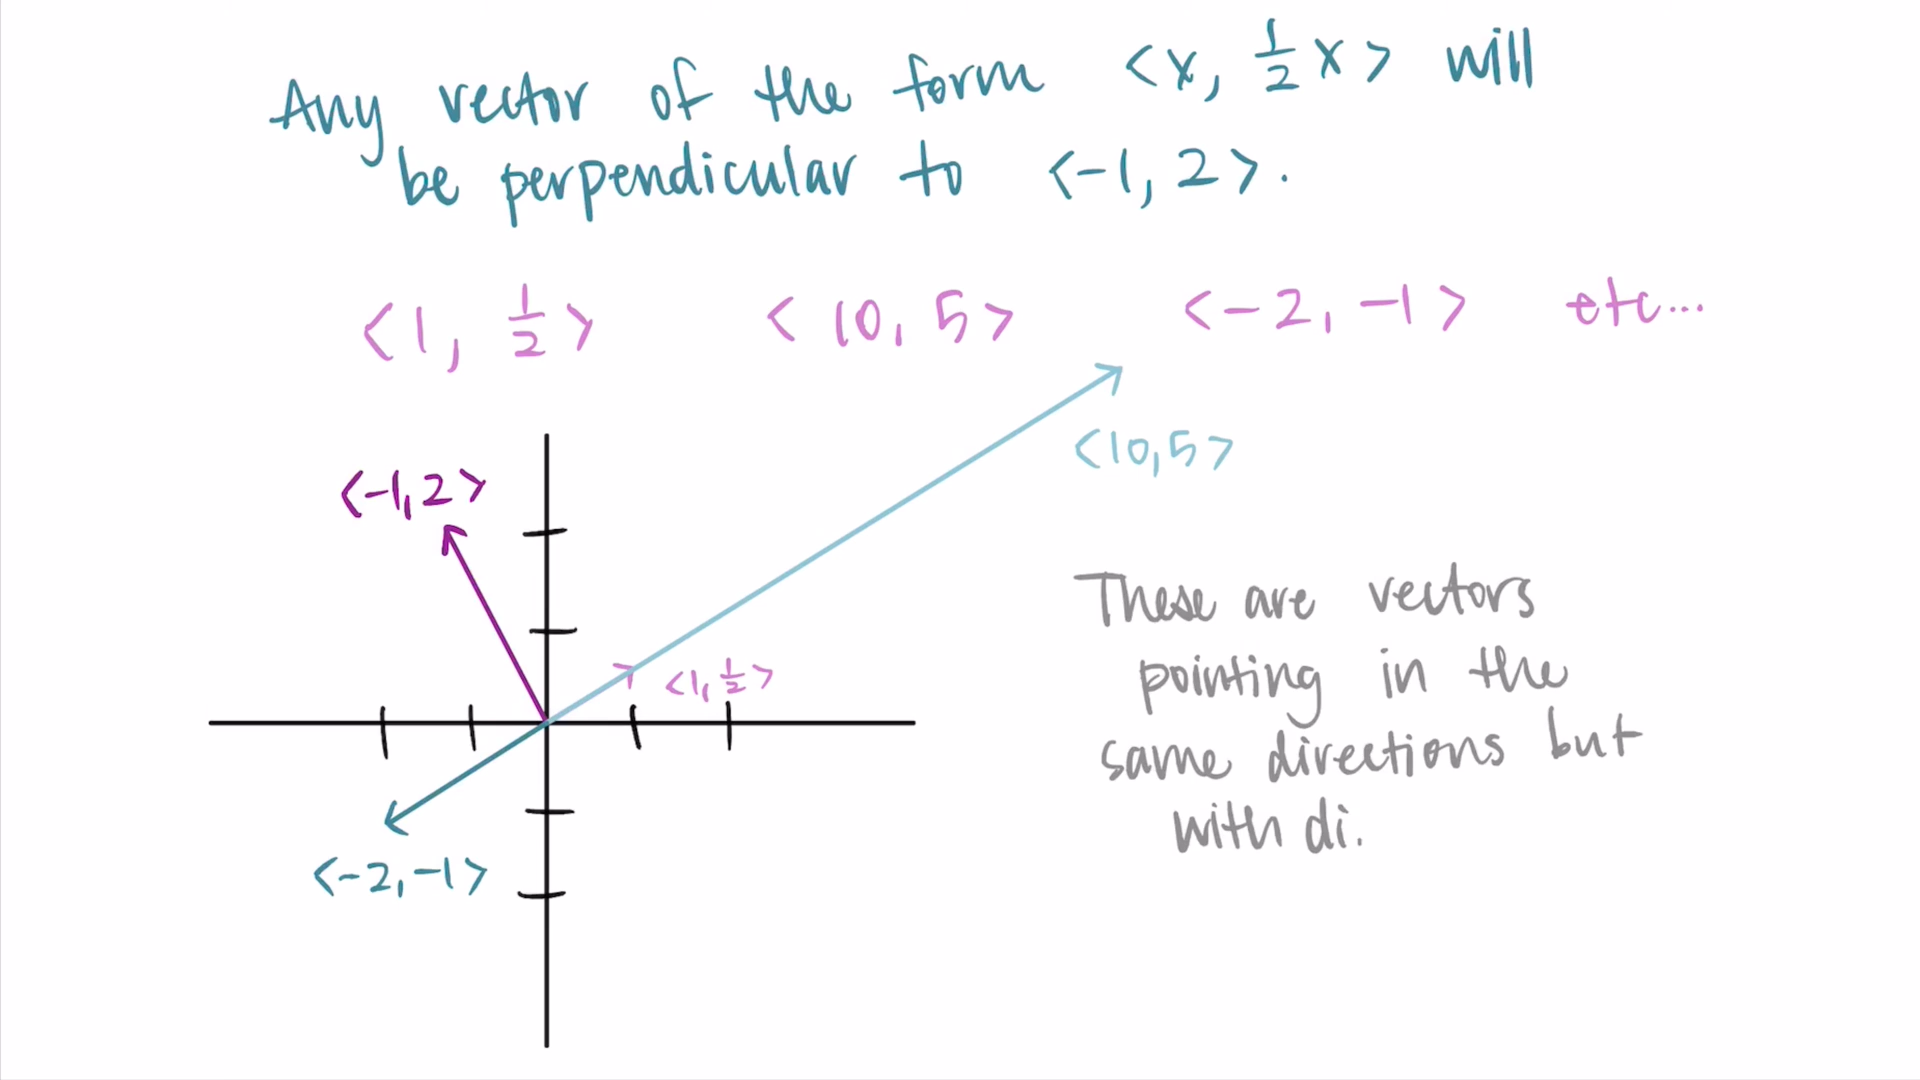 Any vector of the form <x, 1/2 x> will
be perpendicular to <-1, 2>.
<1, 1/2> <10, 5> <-2, -1> etc...
<10,5>
<-1,2>
<1, 1/2>
<-2,-1>
These are vectors
pointing in the
same directions but
with di.